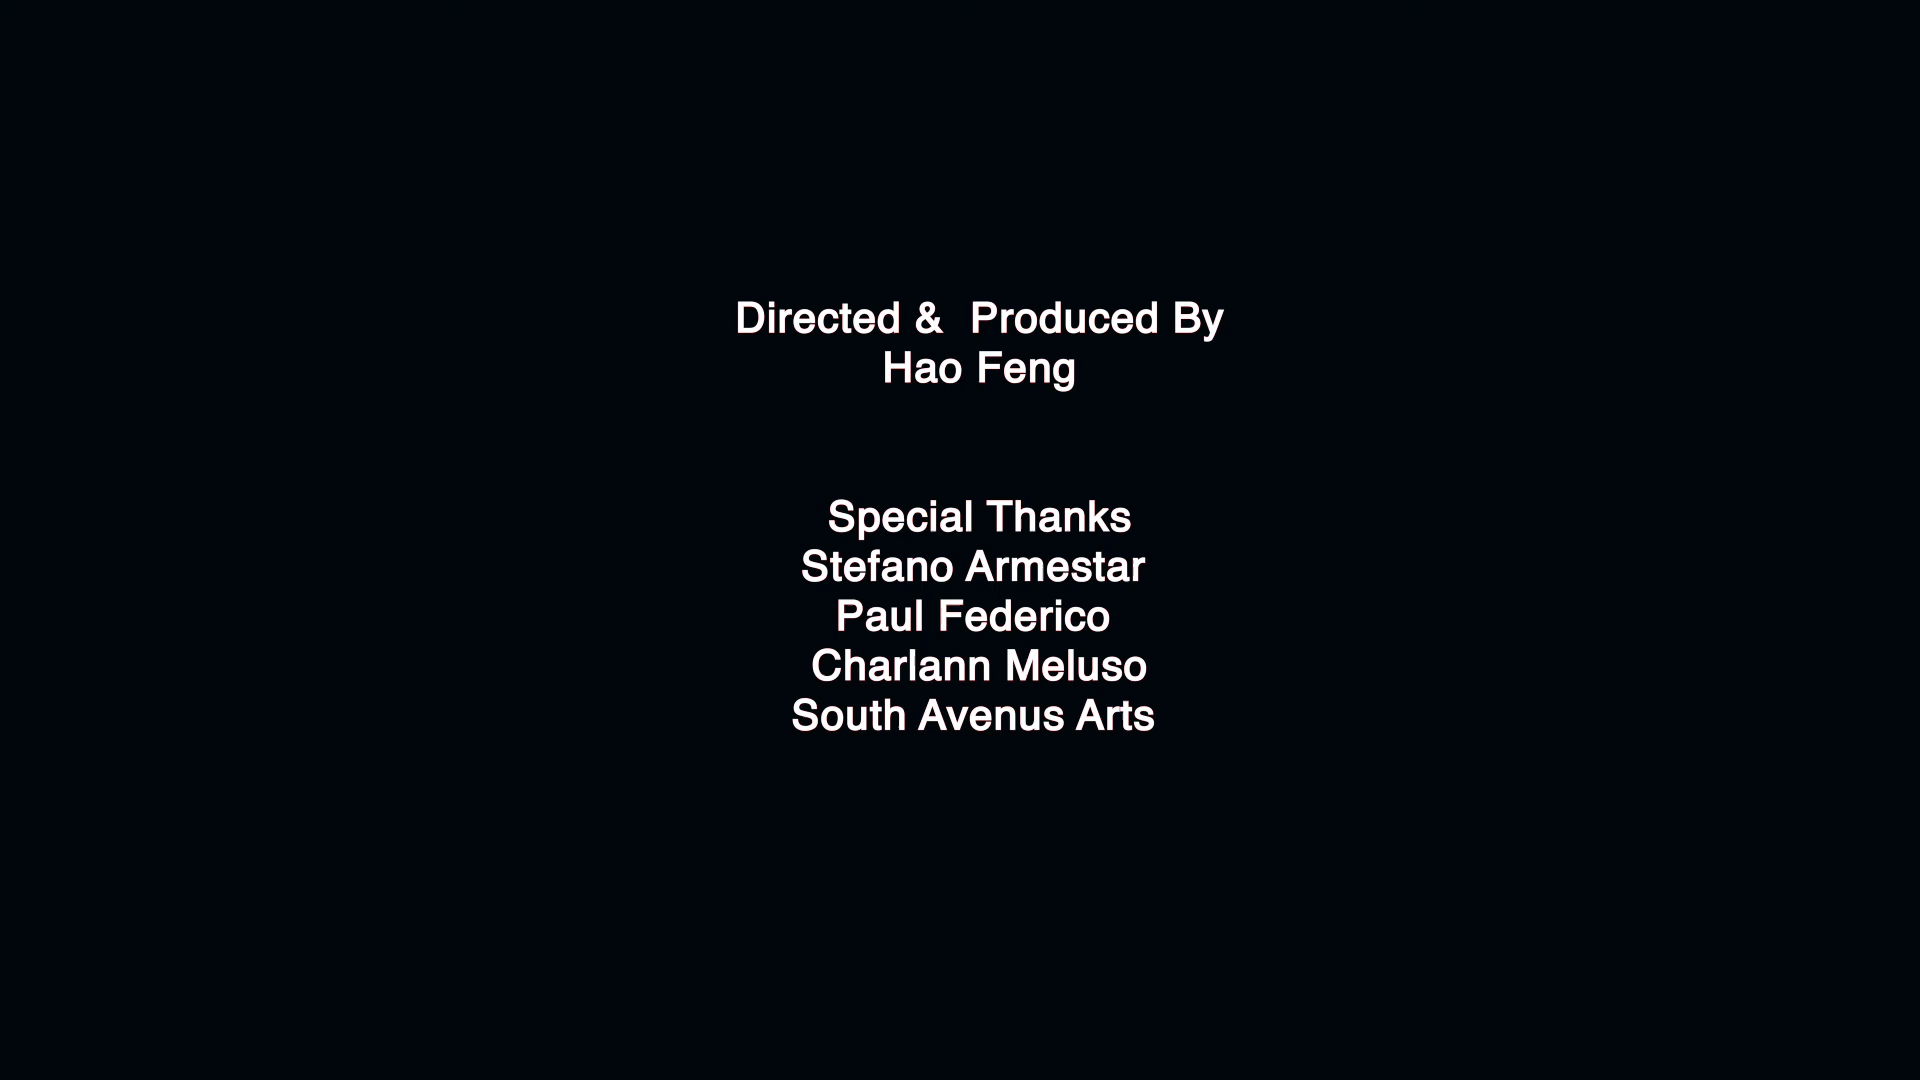 Directed &  Produced By
Hao Feng
Special Thanks
Stefano Armestar
Paul Federico
Charlann Meluso
South Avenus Arts